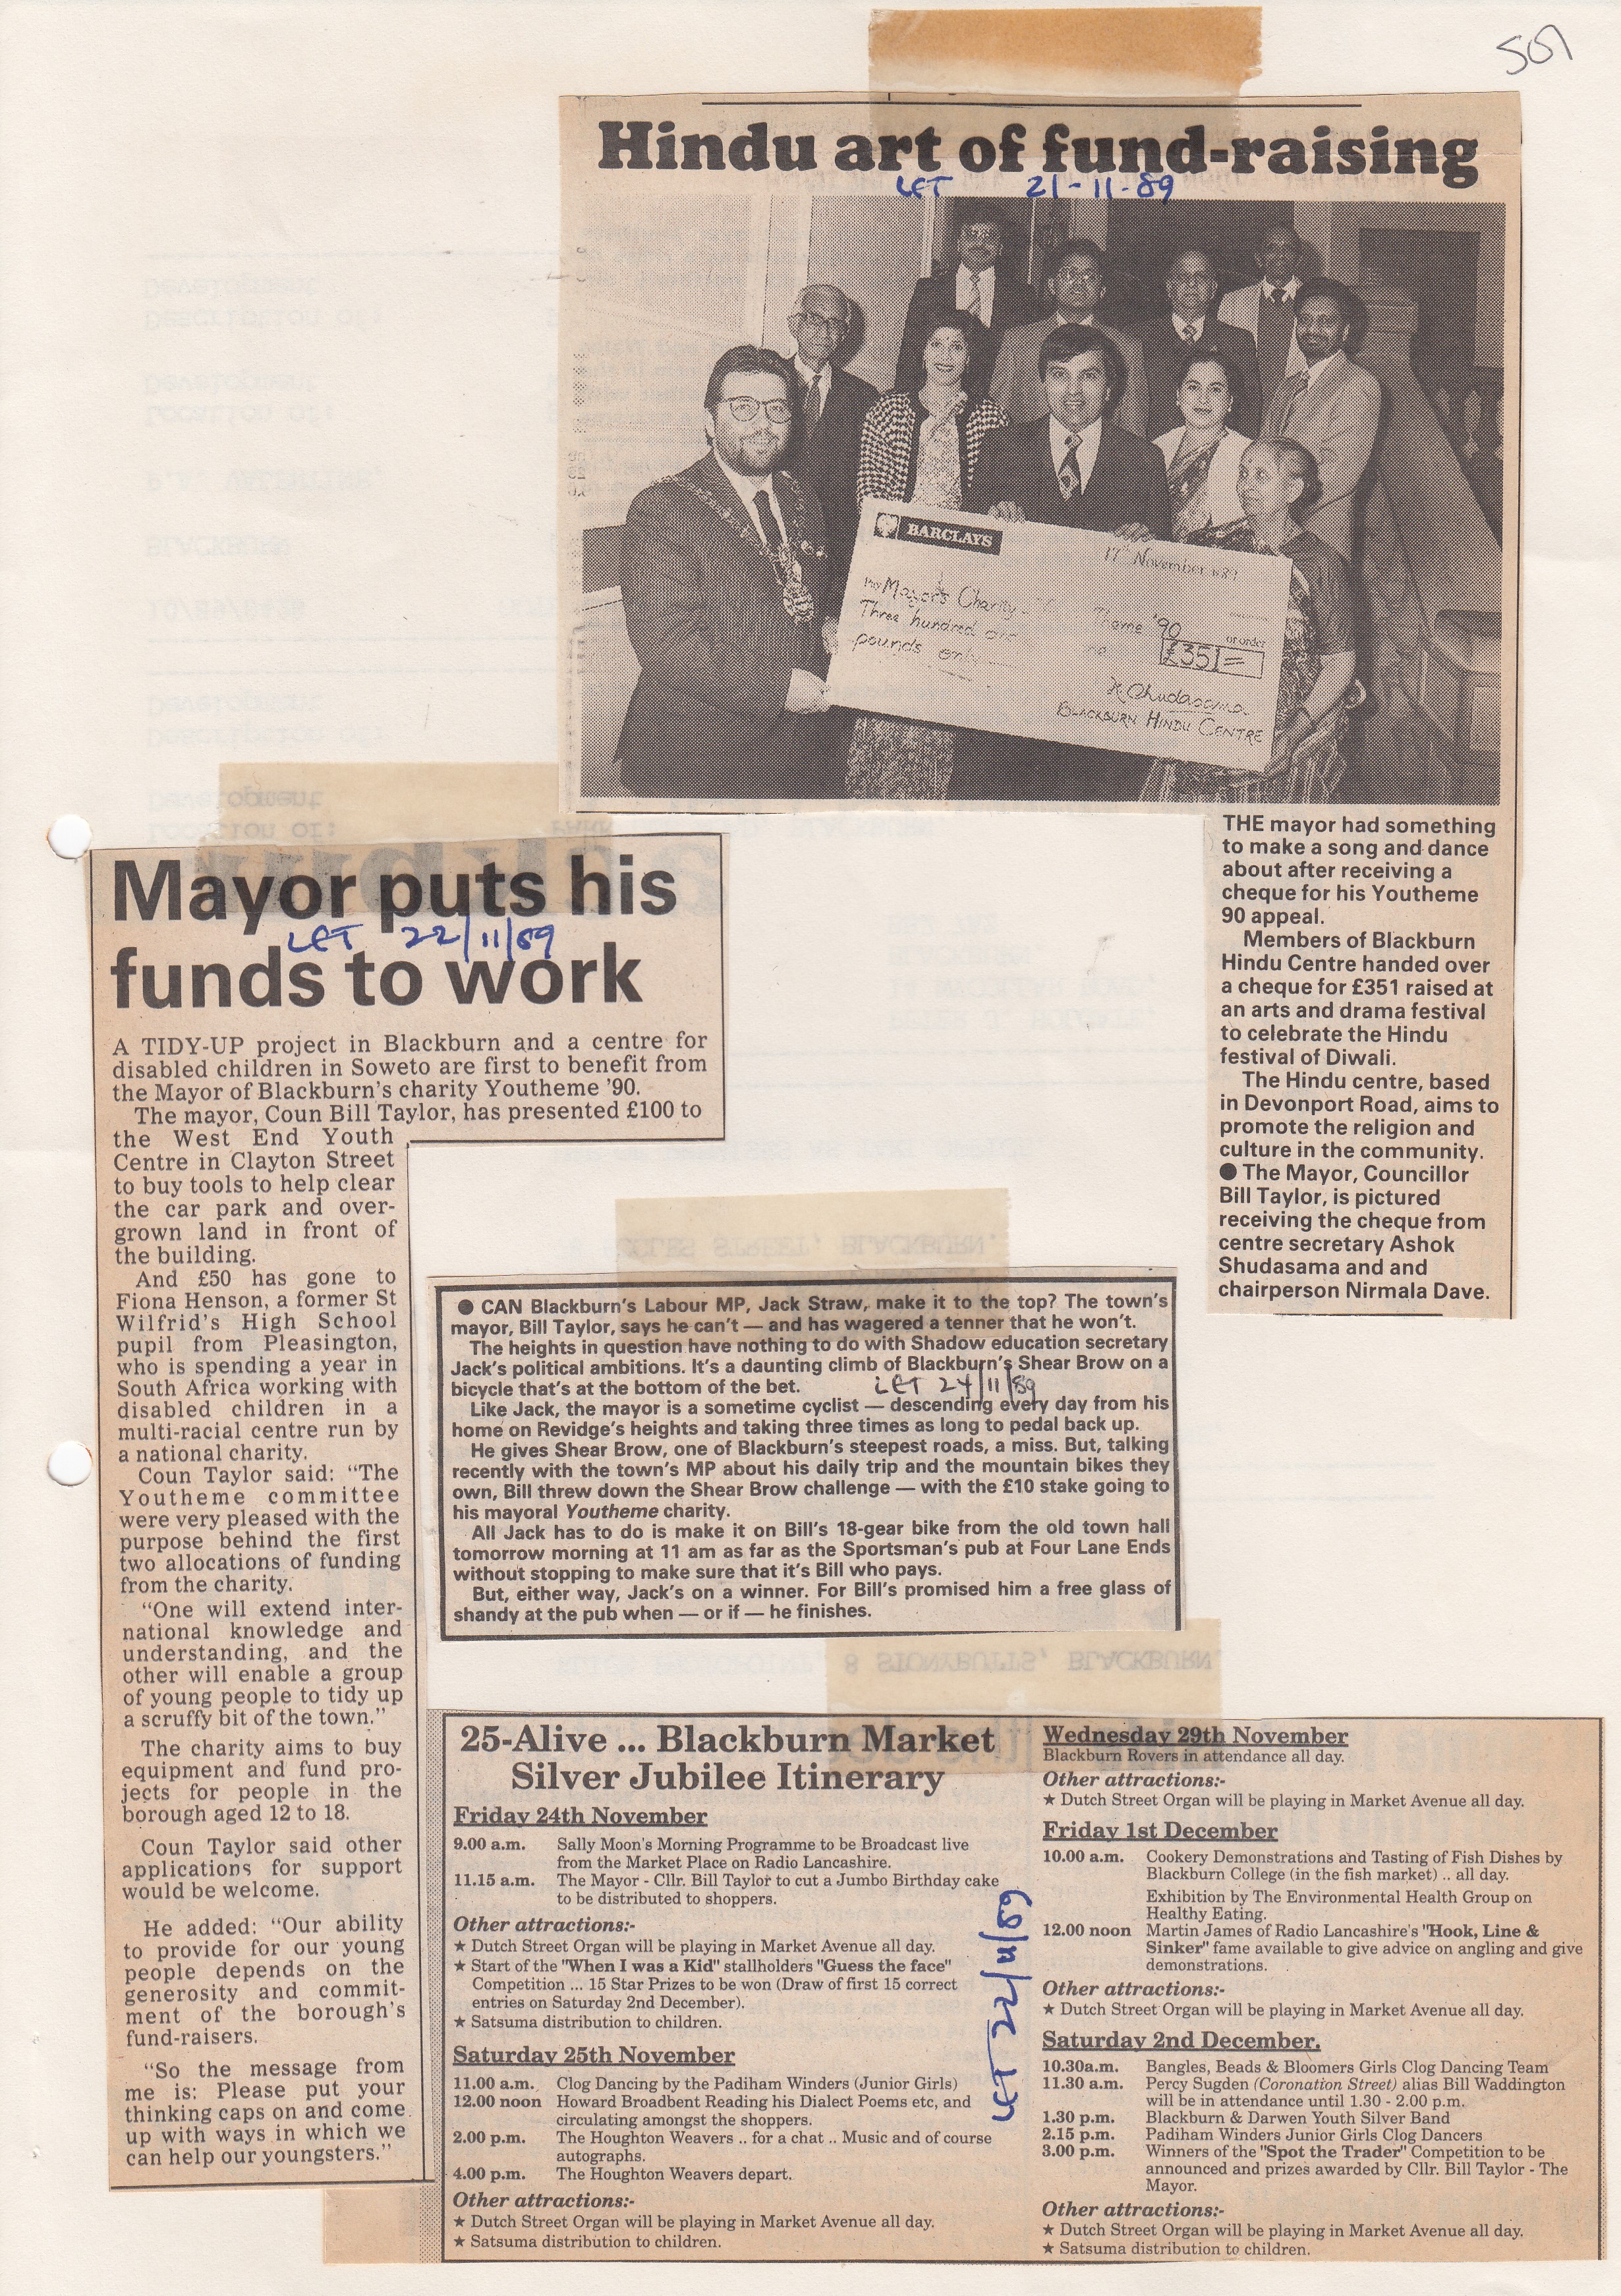 507
Hindu art of fund-raising
LET 21-11-89
BARCLAYS
17th November 1989
Pay Mayor's Charity
Theme '90
or order
Three hundred
pounds only
£351=
K Chudasama
BLACKBURN HINDU CENTRE
THE mayor had something
to make a song and dance
about after receiving a
cheque for his Youtheme
90 appeal.
Members of Blackburn
Hindu Centre handed over
a cheque for £351 raised at
an arts and drama festival
to celebrate the Hindu
festival of Diwali.
The Hindu centre, based
in Devonport Road, aims to
promote the religion and
culture in the community.
● The Mayor, Councillor
Bill Taylor, is pictured
receiving the cheque from
centre secretary Ashok
Shudasama and and
chairperson Nirmala Dave.
Mayor puts his
LET 22/11/89
funds to work
A TIDY-UP project in Blackburn and a centre for
disabled children in Soweto are first to benefit from
the Mayor of Blackburn's charity Youtheme '90.
The mayor, Coun Bill Taylor, has presented £100 to
the West End Youth
Centre in Clayton Street
to buy tools to help clear
the car park and over-
grown land in front of
the building.
And £50 has gone to
Fiona Henson, a former St
Wilfrid's High School
pupil from Pleasington,
who is spending a year in
South Africa working with
disabled children in a
multi-racial centre run by
a national charity.
Coun Taylor said: "The
Youtheme committee
were very pleased with the
purpose behind the first
two allocations of funding
from the charity.
"One will extend inter-
national knowledge and
understanding, and the
other will enable a group
of young people to tidy up
a scruffy bit of the town."
The charity aims to buy
equipment and fund pro-
jects for people in the
borough aged 12 to 18.
Coun Taylor said other
applications for support
would be welcome.
He added: "Our ability
to provide for our young
people depends on the
generosity and commit-
ment of the borough's
fund-raisers.
"So the message from
me is: Please put your
thinking caps on and come
up with ways in which we
can help our youngsters."
● CAN Blackburn's Labour MP, Jack Straw, make it to the top? The town's
mayor, Bill Taylor, says he can't — and has wagered a tenner that he won't.
The heights in question have nothing to do with Shadow education secretary
Jack's political ambitions. It's a daunting climb of Blackburn's Shear Brow on a
bicycle that's at the bottom of the bet.
LET 24/11/89
Like Jack, the mayor is a sometime cyclist — descending every day from his
home on Revidge's heights and taking three times as long to pedal back up.
He gives Shear Brow, one of Blackburn's steepest roads, a miss. But, talking
recently with the town's MP about his daily trip and the mountain bikes they
own, Bill threw down the Shear Brow challenge — with the £10 stake going to
his mayoral Youtheme charity.
All Jack has to do is make it on Bill's 18-gear bike from the old town hall
tomorrow morning at 11 am as far as the Sportsman's pub at Four Lane Ends
without stopping to make sure that it's Bill who pays.
But, either way, Jack's on a winner. For Bill's promised him a free glass of
shandy at the pub when — or if — he finishes.
25-Alive ... Blackburn Market
Silver Jubilee Itinerary
Friday 24th November
9.00 a.m. Sally Moon's Morning Programme to be Broadcast live
from the Market Place on Radio Lancashire.
11.15 a.m. The Mayor - Cllr. Bill Taylor to cut a Jumbo Birthday cake
to be distributed to shoppers.
Other attractions:-
★ Dutch Street Organ will be playing in Market Avenue all day.
★ Start of the "When I was a Kid" stallholders "Guess the face"
Competition ... 15 Star Prizes to be won (Draw of first 15 correct
entries on Saturday 2nd December).
★ Satsuma distribution to children.
Saturday 25th November
11.00 a.m. Clog Dancing by the Padiham Winders (Junior Girls)
12.00 noon Howard Broadbent Reading his Dialect Poems etc, and
circulating amongst the shoppers.
2.00 p.m. The Houghton Weavers .. for a chat .. Music and of course
autographs.
4.00 p.m. The Houghton Weavers depart.
Other attractions:-
★ Dutch Street Organ will be playing in Market Avenue all day.
★ Satsuma distribution to children.
LET 22/11/89
Wednesday 29th November
Blackburn Rovers in attendance all day.
Other attractions:-
★ Dutch Street Organ will be playing in Market Avenue all day.
Friday 1st December
10.00 a.m. Cookery Demonstrations and Tasting of Fish Dishes by
Blackburn College (in the fish market) .. all day.
Exhibition by The Environmental Health Group on
Healthy Eating.
12.00 noon Martin James of Radio Lancashire's "Hook, Line &
Sinker" fame available to give advice on angling and give
demonstrations.
Other attractions:-
★ Dutch Street Organ will be playing in Market Avenue all day.
Saturday 2nd December.
10.30a.m. Bangles, Beads & Bloomers Girls Clog Dancing Team
11.30 a.m. Percy Sugden (Coronation Street) alias Bill Waddington
will be in attendance until 1.30 - 2.00 p.m.
1.30 p.m. Blackburn & Darwen Youth Silver Band
2.15 p.m. Padiham Winders Junior Girls Clog Dancers
3.00 p.m. Winners of the "Spot the Trader" Competition to be
announced and prizes awarded by Cllr. Bill Taylor - The
Mayor.
Other attractions:-
★ Dutch Street Organ will be playing in Market Avenue all day.
★ Satsuma distribution to children.